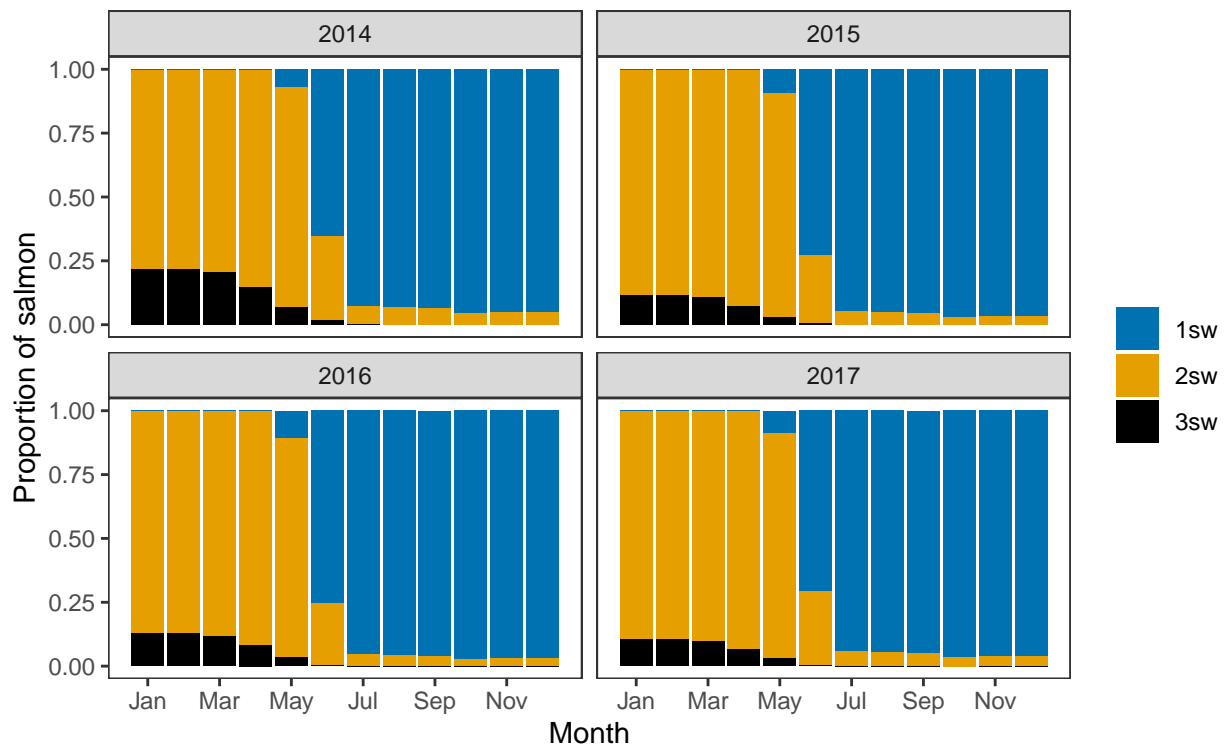 2014
2015
1.00
0.75
0.50
0.25
0.00
2016
2017
1.00
0.75
0.50
0.25
0.00
Jan
Mar
May
Jul
Sep
Nov
Jan
Mar
May
Jul
Sep
Nov
Month
Proportion of salmon
1sw
2sw
3sw